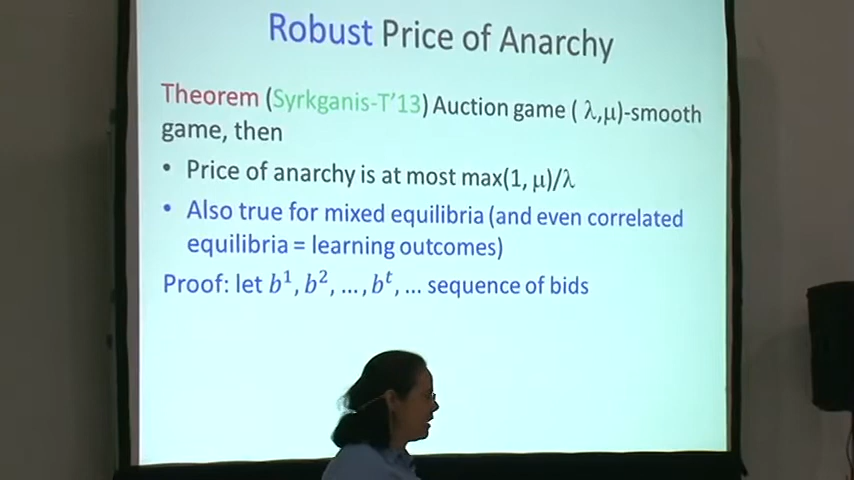 Robust Price of Anarchy
Theorem (Syrkganis-T'13) Auction game ( λ,μ)-smooth
game, then
• Price of anarchy is at most max(1, μ)/λ
• Also true for mixed equilibria (and even correlated
equilibria = learning outcomes)
Proof: let b¹, b², …, bᵗ, … sequence of bids